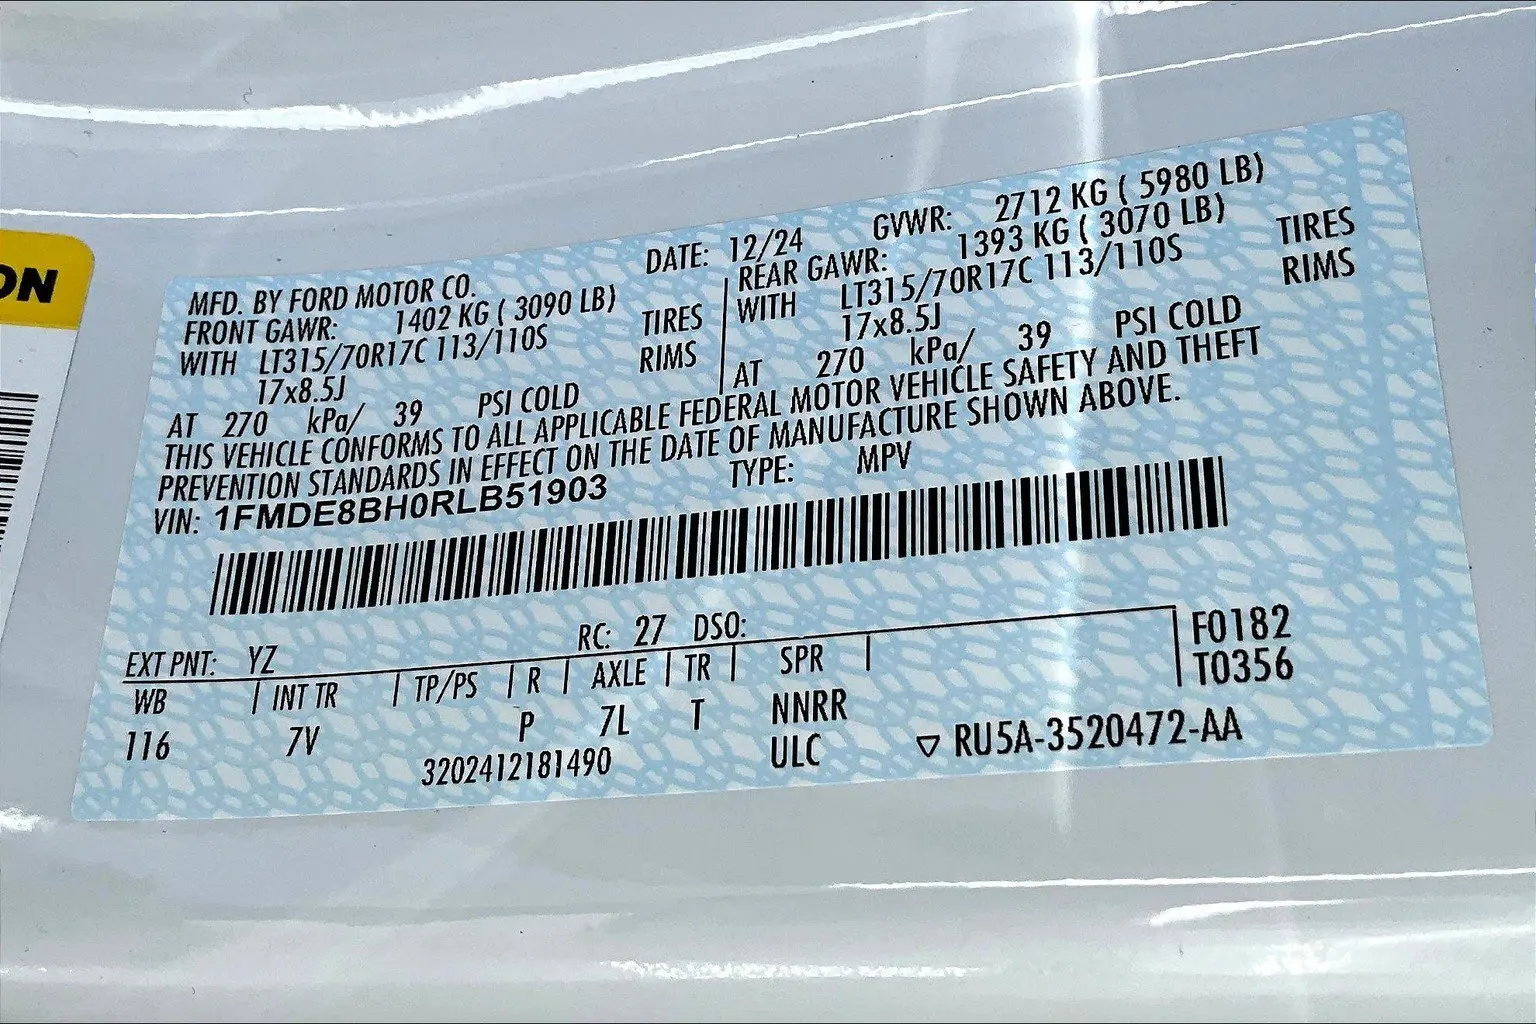 ON
MFD. BY FORD MOTOR CO.
DATE: 12/24
GVWR: 2712 KG ( 5980 LB)
FRONT GAWR: 1402 KG ( 3090 LB)
WITH LT315/70R17C 113/110S TIRES
17x8.5J RIMS
AT 270 kPa/ 39 PSI COLD
REAR GAWR: 1393 KG ( 3070 LB)
WITH LT315/70R17C 113/110S TIRES
17x8.5J RIMS
AT 270 kPa/ 39 PSI COLD
THIS VEHICLE CONFORMS TO ALL APPLICABLE FEDERAL MOTOR VEHICLE SAFETY AND THEFT
PREVENTION STANDARDS IN EFFECT ON THE DATE OF MANUFACTURE SHOWN ABOVE.
VIN: 1FMDE8BH0RLB51903 TYPE: MPV
EXT PNT: YZ RC: 27 DSO:
WB | INT TR | TP/PS | R | AXLE | TR | SPR |
116 7V P 7L T NNRR
3202412181490 ULC
F0182
T0356
▽ RU5A-3520472-AA